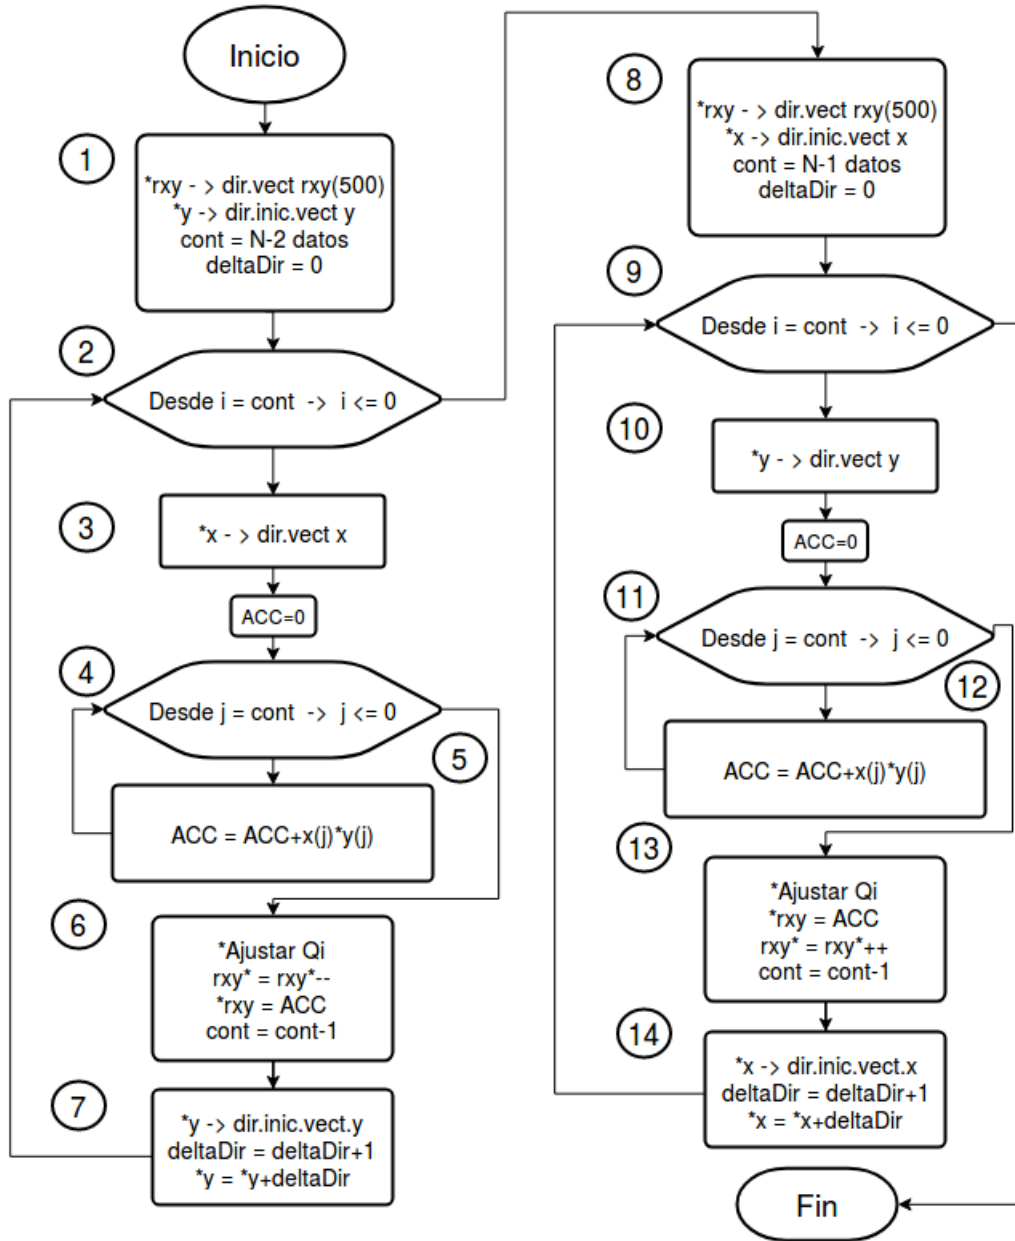 Inicio
1
*rxy - > dir.vect rxy(500)
*y -> dir.inic.vect y
cont = N-2 datos
deltaDir = 0
2
Desde i = cont -> i <= 0
3
*x - > dir.vect x
ACC=0
4
Desde j = cont -> j <= 0
5
ACC = ACC+x(j)*y(j)
6
*Ajustar Qi
rxy* = rxy*--
*rxy = ACC
cont = cont-1
7
*y -> dir.inic.vect.y
deltaDir = deltaDir+1
*y = *y+deltaDir
8
*rxy - > dir.vect rxy(500)
*x -> dir.inic.vect x
cont = N-1 datos
deltaDir = 0
9
Desde i = cont -> i <= 0
10
*y - > dir.vect y
ACC=0
11
Desde j = cont -> j <= 0
12
ACC = ACC+x(j)*y(j)
13
*Ajustar Qi
*rxy = ACC
rxy* = rxy*++
cont = cont-1
14
*x -> dir.inic.vect.x
deltaDir = deltaDir+1
*x = *x+deltaDir
Fin